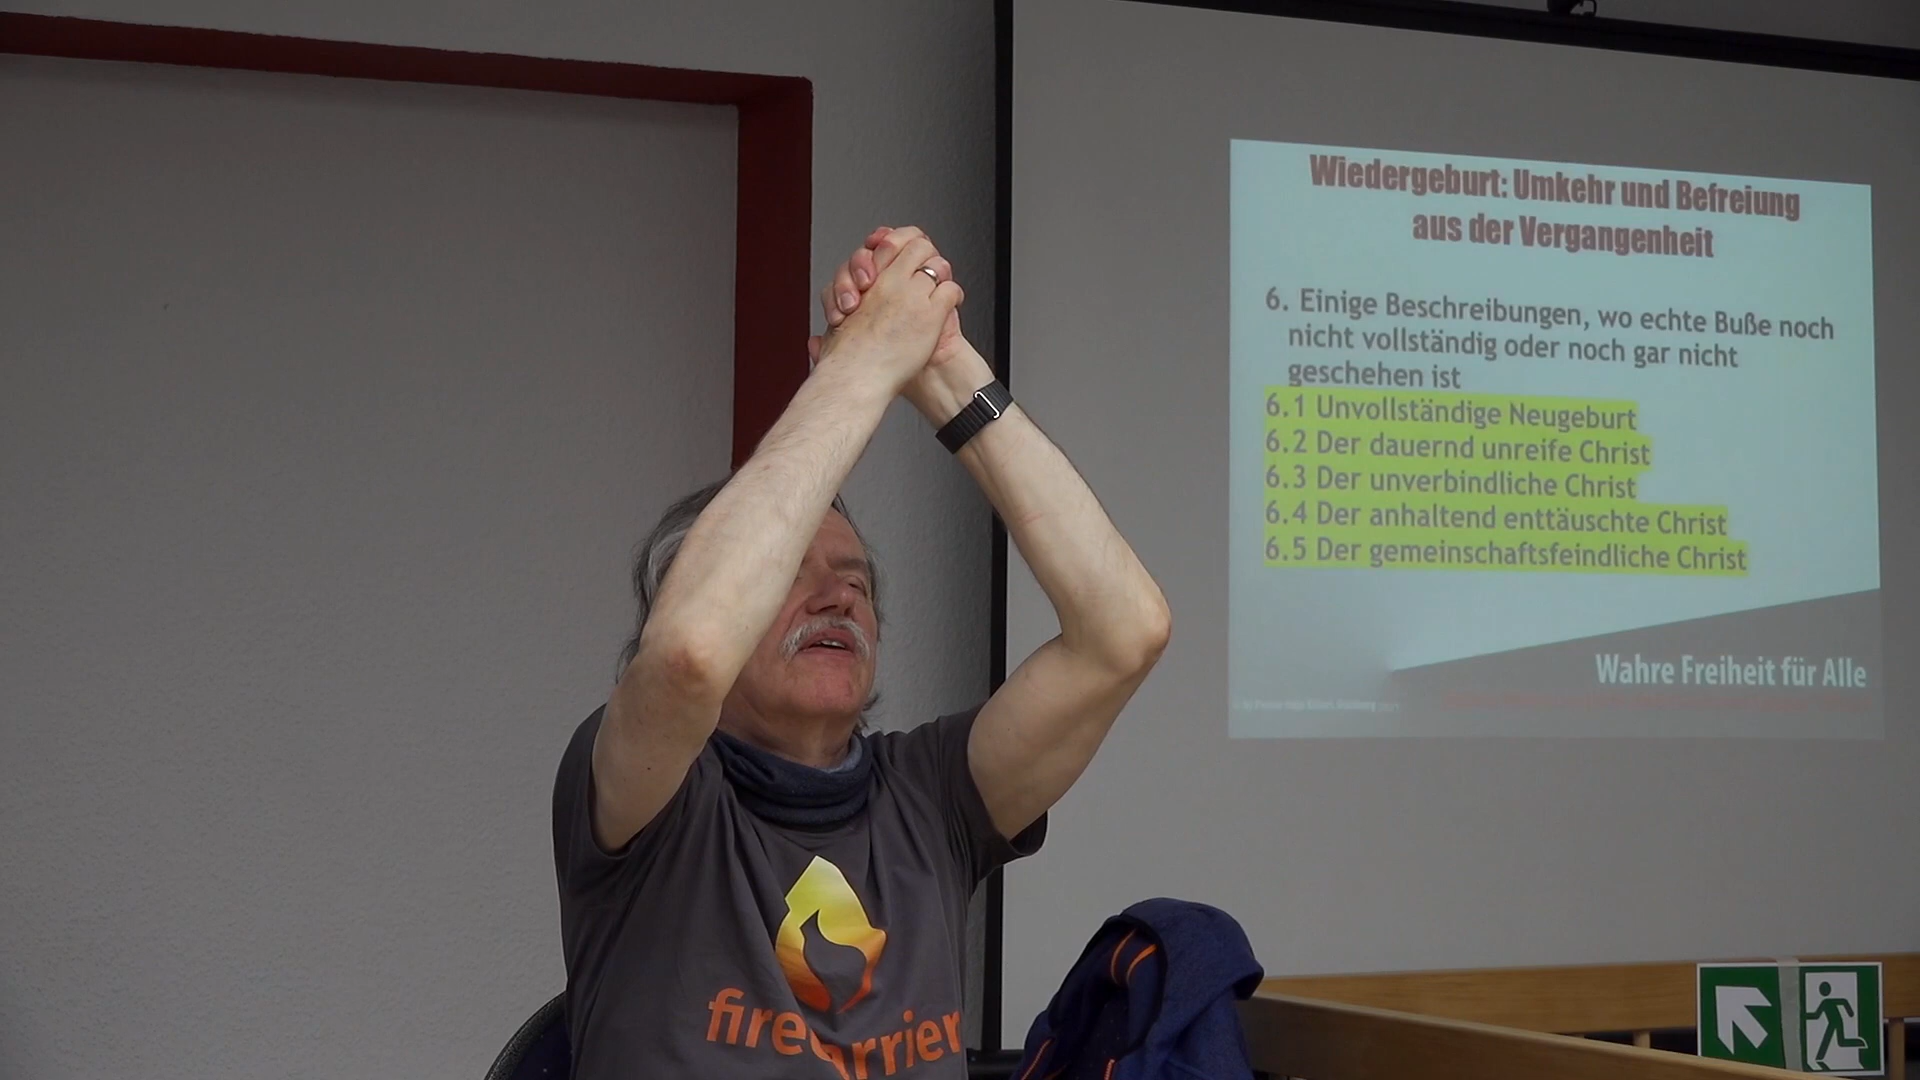 Wiedergeburt: Umkehr und Befreiung
aus der Vergangenheit
6. Einige Beschreibungen, wo echte Buße noch
nicht vollständig oder noch gar nicht
geschehen ist
6.1 Unvollständige Neugeburt
6.2 Der dauernd unreife Christ
6.3 Der unverbindliche Christ
6.4 Der anhaltend enttäuschte Christ
6.5 Der gemeinschaftsfeindliche Christ
Wahre Freiheit für Alle